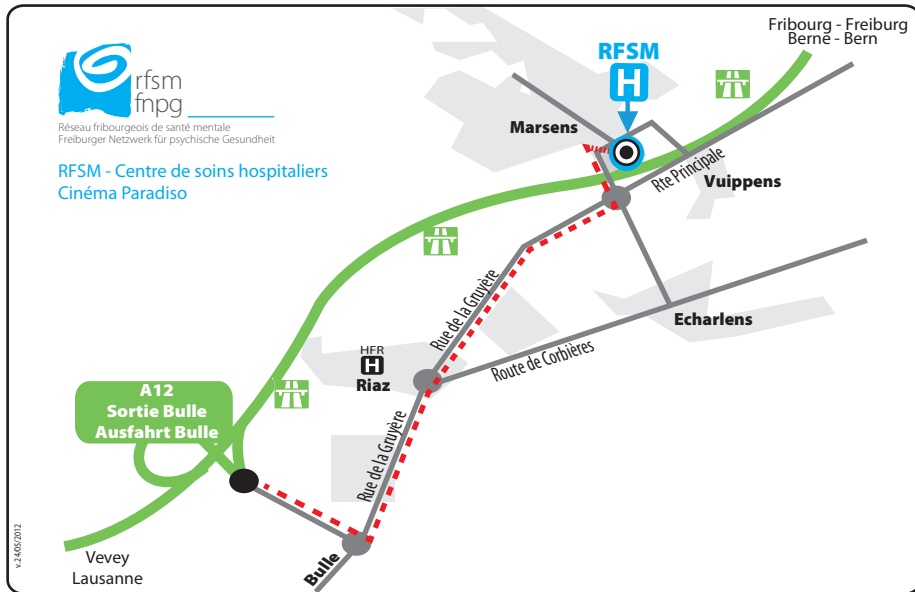 Fribourg - Freiburg
Berne - Bern
RFSM
H
rfsm
fnpg
Réseau fribourgeois de santé mentale
Freiburger Netzwerk für psychische Gesundheit
RFSM - Centre de soins hospitaliers
Cinéma Paradiso
Marsens
Rte Principale
Vuippens
Rue de la Gruyère
Echarlens
Route de Corbières
HFR
H
Riaz
A12
Sortie Bulle
Ausfahrt Bulle
Rue de la Gruyère
Bulle
Vevey
Lausanne
v.24/05/2012